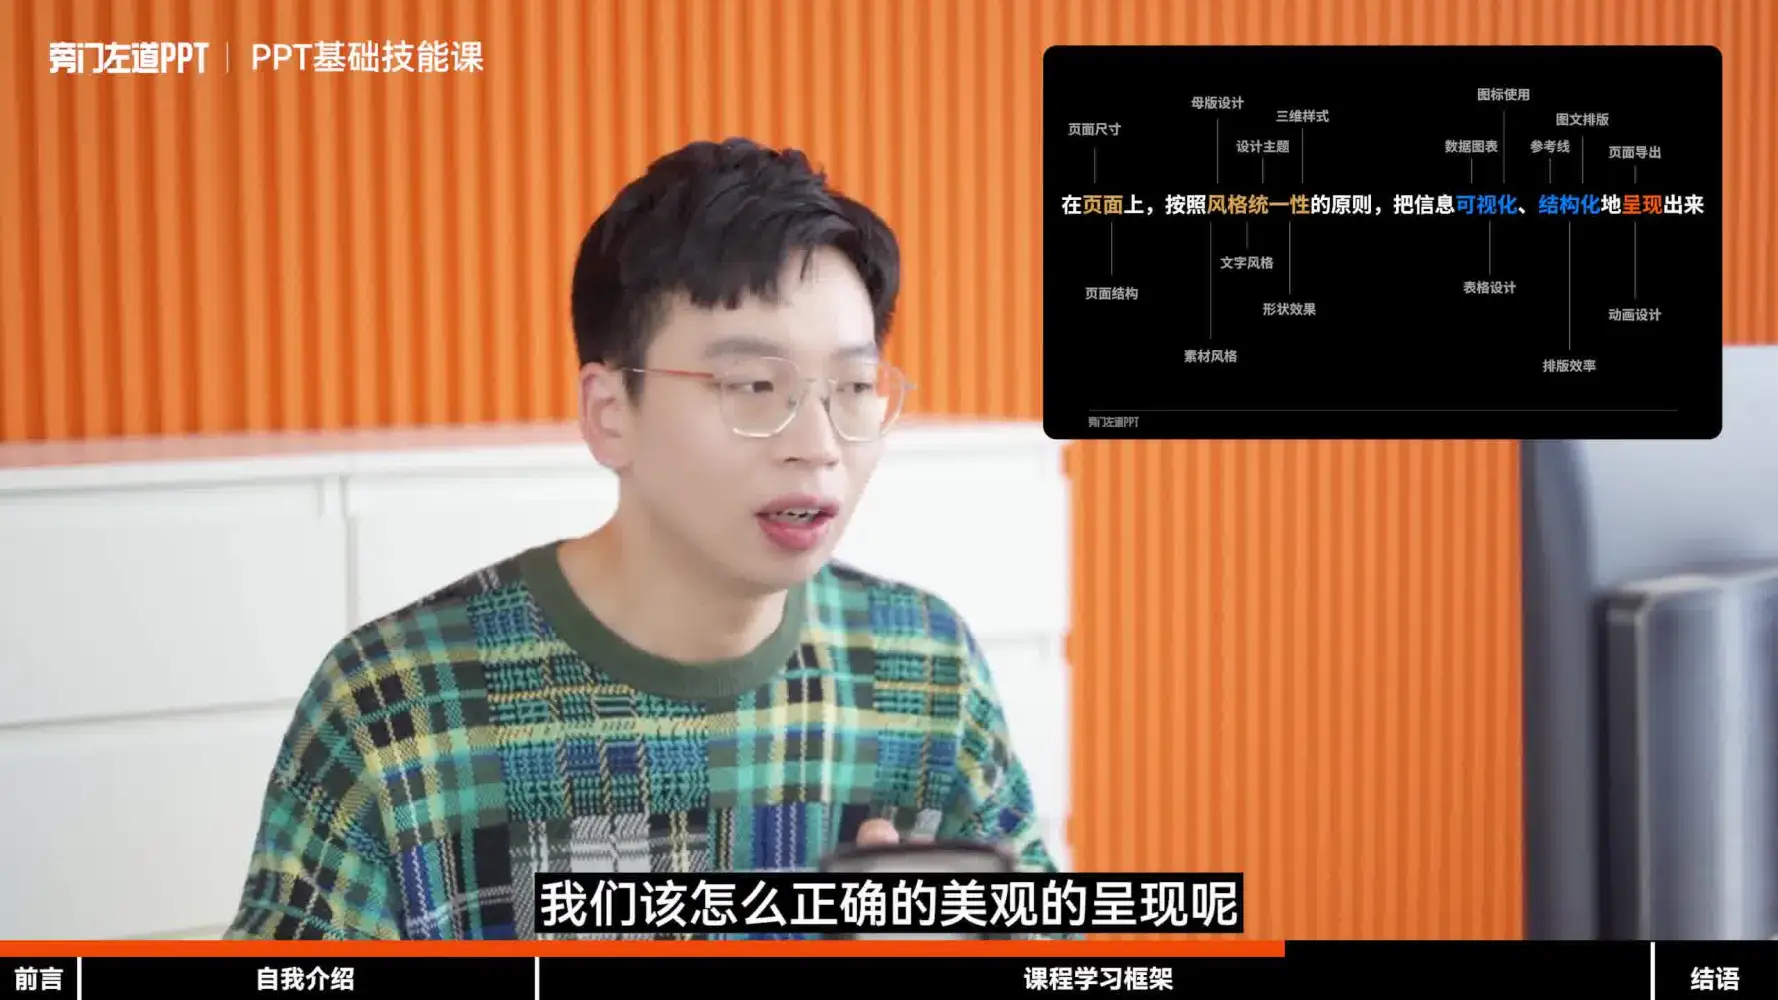 旁门左道PPT | PPT基础技能课
图标使用
母版设计
三维样式
图文排版
页面尺寸
设计主题
数据图表
参考线
页面导出
在页面上，按照风格统一性的原则，把信息可视化、结构化地呈现出来
文字风格
表格设计
页面结构
形状效果
动画设计
素材风格
排版效率
旁门左道PPT
我们该怎么正确的美观的呈现呢
前言
自我介绍
课程学习框架
结语